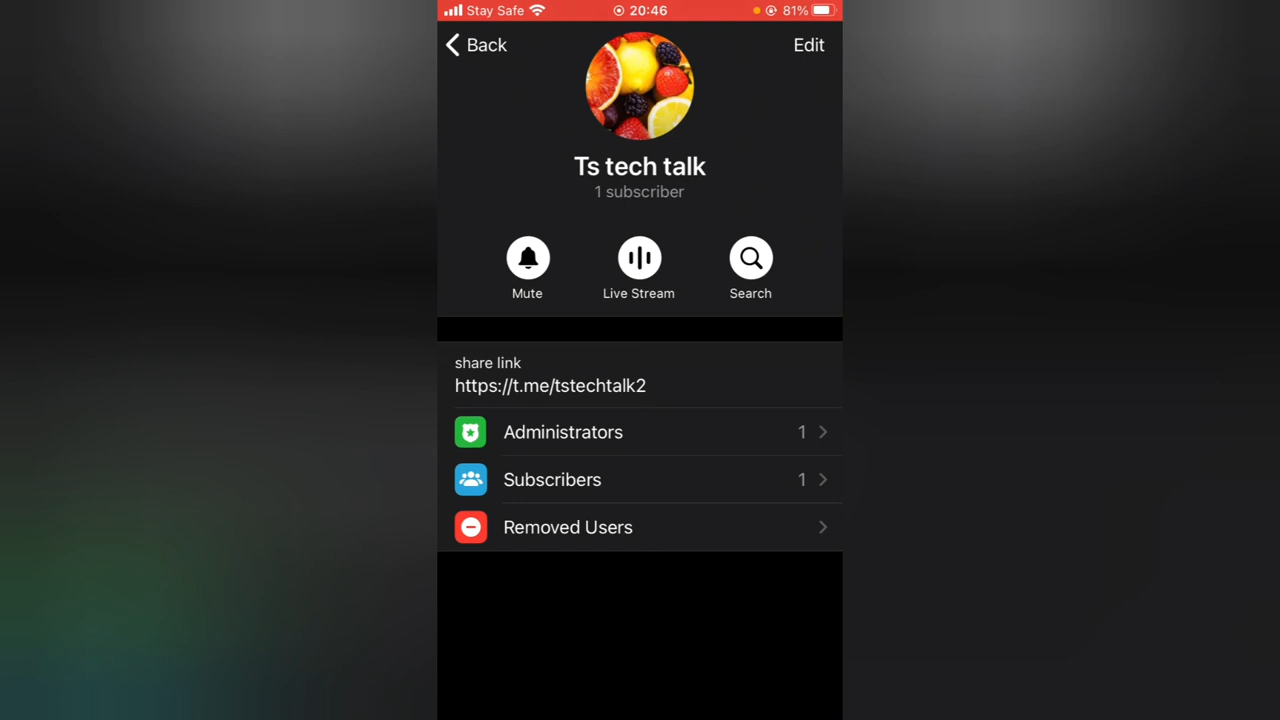 Stay Safe 20:46 81%
Back Edit
Ts tech talk
1 subscriber
Mute Live Stream Search
share link
https://t.me/tstechtalk2
Administrators 1
Subscribers 1
Removed Users